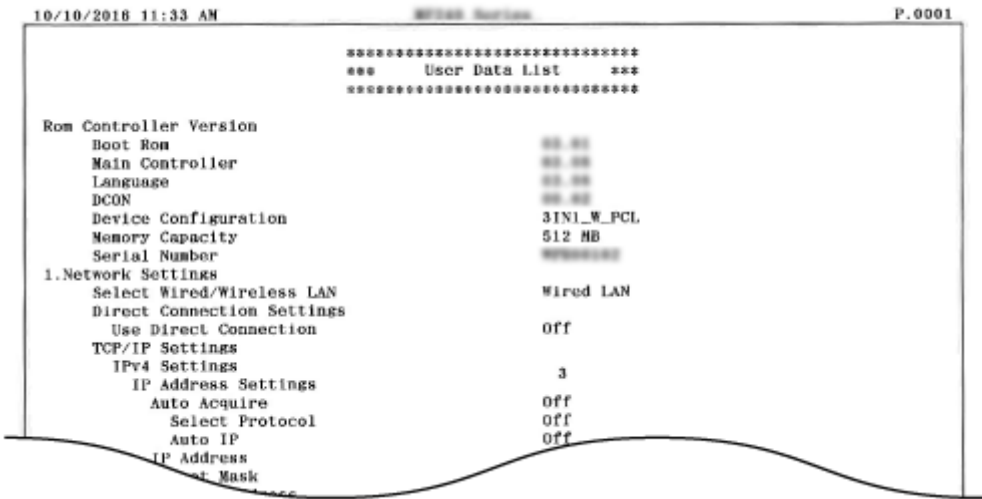 10/10/2016 11:33 AM P.0001
******************************
*** User Data List ***
******************************
Rom Controller Version
Boot Rom
Main Controller
Language
DCON
Device Configuration 3IN1_W_PCL
Memory Capacity 512 MB
Serial Number
1.Network Settings
Select Wired/Wireless LAN Wired LAN
Direct Connection Settings
Use Direct Connection Off
TCP/IP Settings
IPv4 Settings
3
IP Address Settings
Auto Acquire Off
Select Protocol Off
Auto IP Off
IP Address
Mask